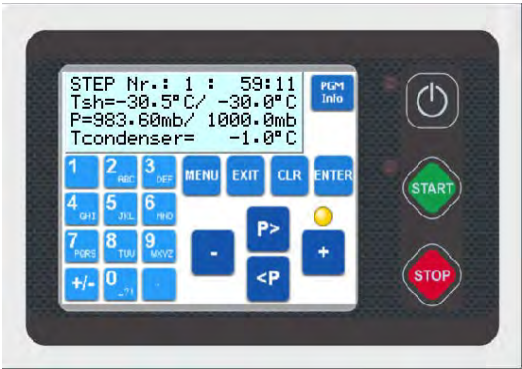 STEP Nr.: 1 : 59:11
Tsh=-30.5°C/ -30.0°C
P=983.60mb/ 1000.0mb
Tcondenser= -1.0°C
PGM
Info
1 2 ABC 3 DEF MENU EXIT CLR ENTER
4 GHI 5 JKL 6 MNO
7 PQRS 8 TUV 9 WXYZ
+/- 0 _?! .
P>
- +
<P
START
STOP